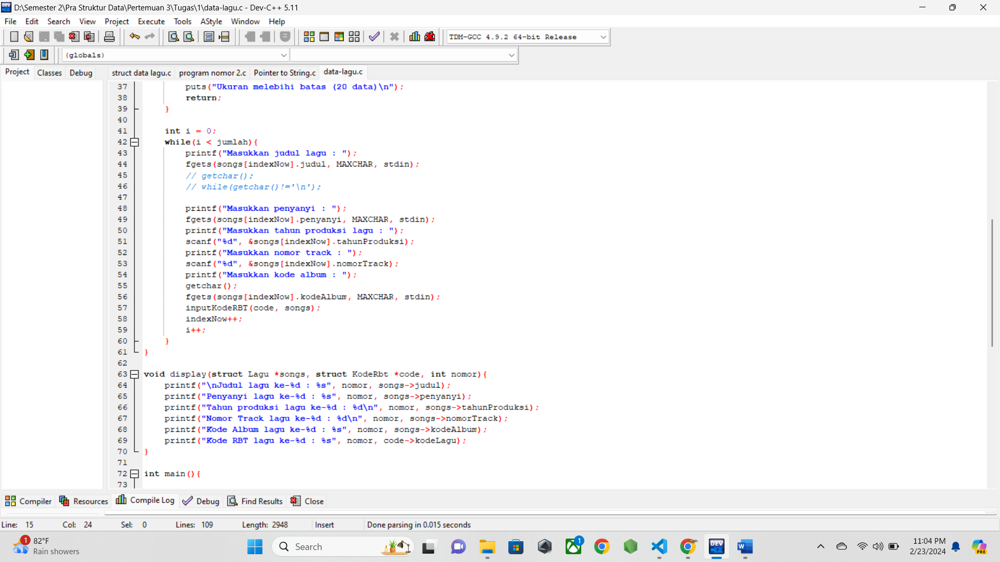 D:\Semester 2\Pra Struktur Data\Pertemuan 3\Tugas\1\data-lagu.c - Dev-C++ 5.11
File Edit Search View Project Execute Tools AStyle Window Help
TDM-GCC 4.9.2 64-bit Release
(globals)
Project Classes Debug
struct data lagu.c program nomor 2.c Pointer to String.c data-lagu.c
37 puts("Ukuran melebihi batas (20 data)\n");
38 return;
39 }
40
41 int i = 0;
42 while(i < jumlah){
43 printf("Masukkan judul lagu : ");
44 fgets(songs[indexNow].judul, MAXCHAR, stdin);
45 // getchar();
46 // while(getchar()!='\n');
47
48 printf("Masukkan penyanyi : ");
49 fgets(songs[indexNow].penyanyi, MAXCHAR, stdin);
50 printf("Masukkan tahun produksi lagu : ");
51 scanf("%d", &songs[indexNow].tahunProduksi);
52 printf("Masukkan nomor track : ");
53 scanf("%d", &songs[indexNow].nomorTrack);
54 printf("Masukkan kode album : ");
55 getchar();
56 fgets(songs[indexNow].kodeAlbum, MAXCHAR, stdin);
57 inputKodeRBT(code, songs);
58 indexNow++;
59 i++;
60 }
61 }
62
63 void display(struct Lagu *songs, struct KodeRbt *code, int nomor){
64 printf("\nJudul lagu ke-%d : %s", nomor, songs->judul);
65 printf("Penyanyi lagu ke-%d : %s", nomor, songs->penyanyi);
66 printf("Tahun produksi lagu ke-%d : %d\n", nomor, songs->tahunProduksi);
67 printf("Nomor Track lagu ke-%d : %d\n", nomor, songs->nomorTrack);
68 printf("Kode Album lagu ke-%d : %s", nomor, songs->kodeAlbum);
69 printf("Kode RBT lagu ke-%d : %s", nomor, code->kodeLagu);
70 }
71
72 int main(){
73
Compiler Resources Compile Log Debug Find Results Close
Line: 15 Col: 24 Sel: 0 Lines: 109 Length: 2948 Insert Done parsing in 0.015 seconds
1 82°F
Rain showers
Search
1
DEV C++
W
11:04 PM
2/23/2024
PRE